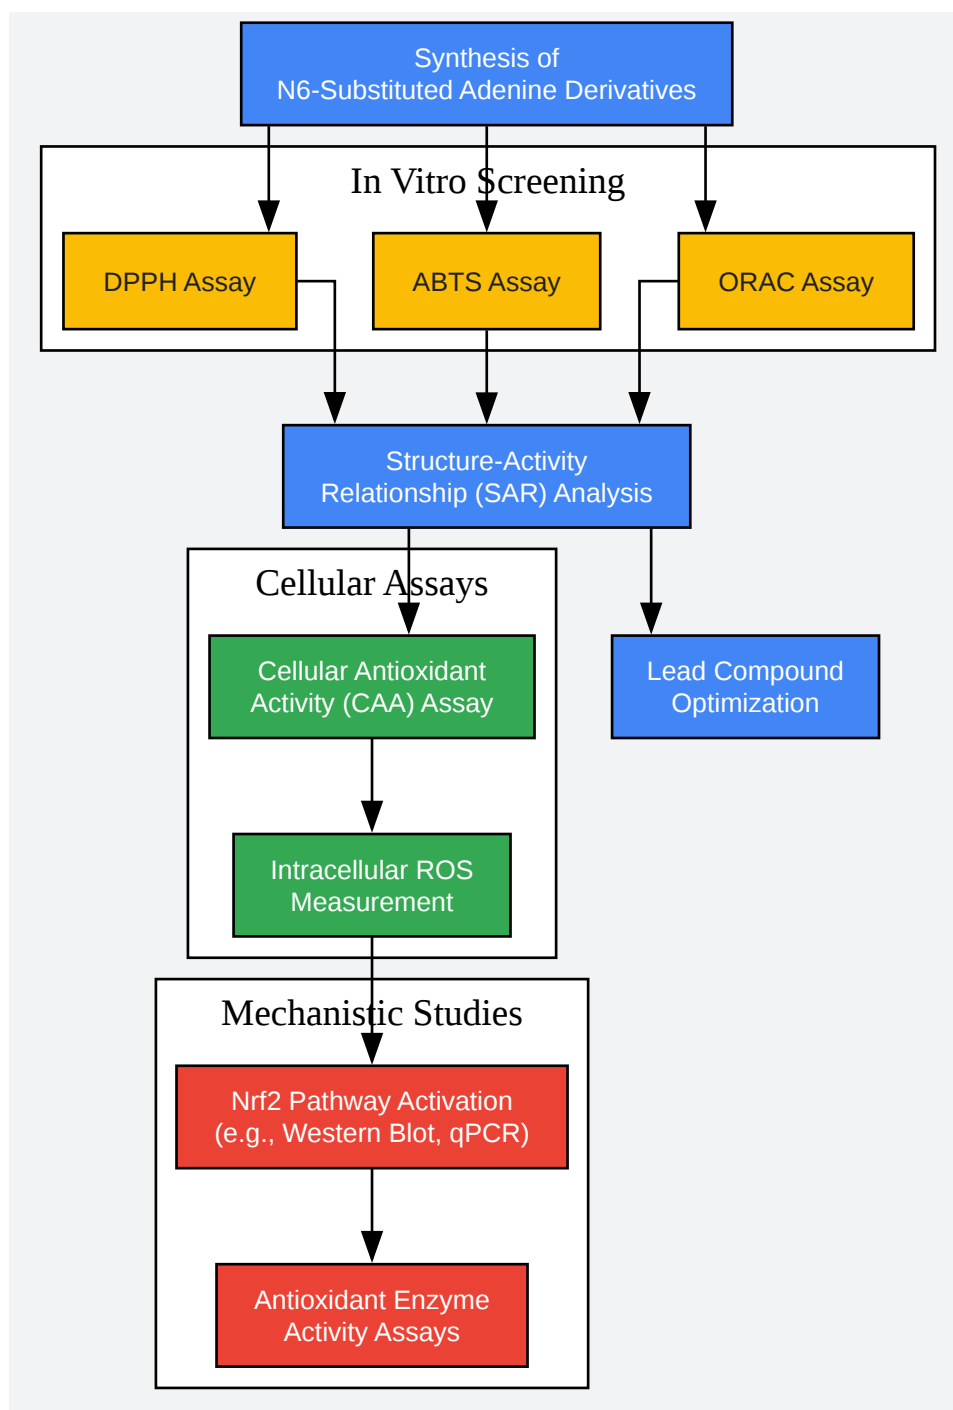 Synthesis of
N6-Substituted Adenine Derivatives
In Vitro Screening
DPPH Assay
ABTS Assay
ORAC Assay
Structure-Activity
Relationship (SAR) Analysis
Cellular Assays
Cellular Antioxidant
Activity (CAA) Assay
Lead Compound
Optimization
Intracellular ROS
Measurement
Mechanistic Studies
Nrf2 Pathway Activation
(e.g., Western Blot, qPCR)
Antioxidant Enzyme
Activity Assays